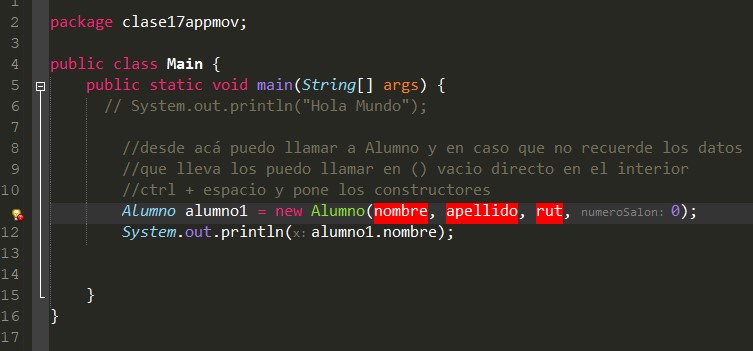 1
2 package clase17appmov;
3
4 public class Main {
5 public static void main(String[] args) {
6 // System.out.println("Hola Mundo");
7
8 //desde acá puedo llamar a Alumno y en caso que no recuerde los datos
9 //que lleva los puedo llamar en () vacio directo en el interior
10 //ctrl + espacio y pone los constructores
Alumno alumno1 = new Alumno(nombre, apellido, rut, numeroSalon: 0);
12 System.out.println(x: alumno1.nombre);
13
14
15 }
16 }
17